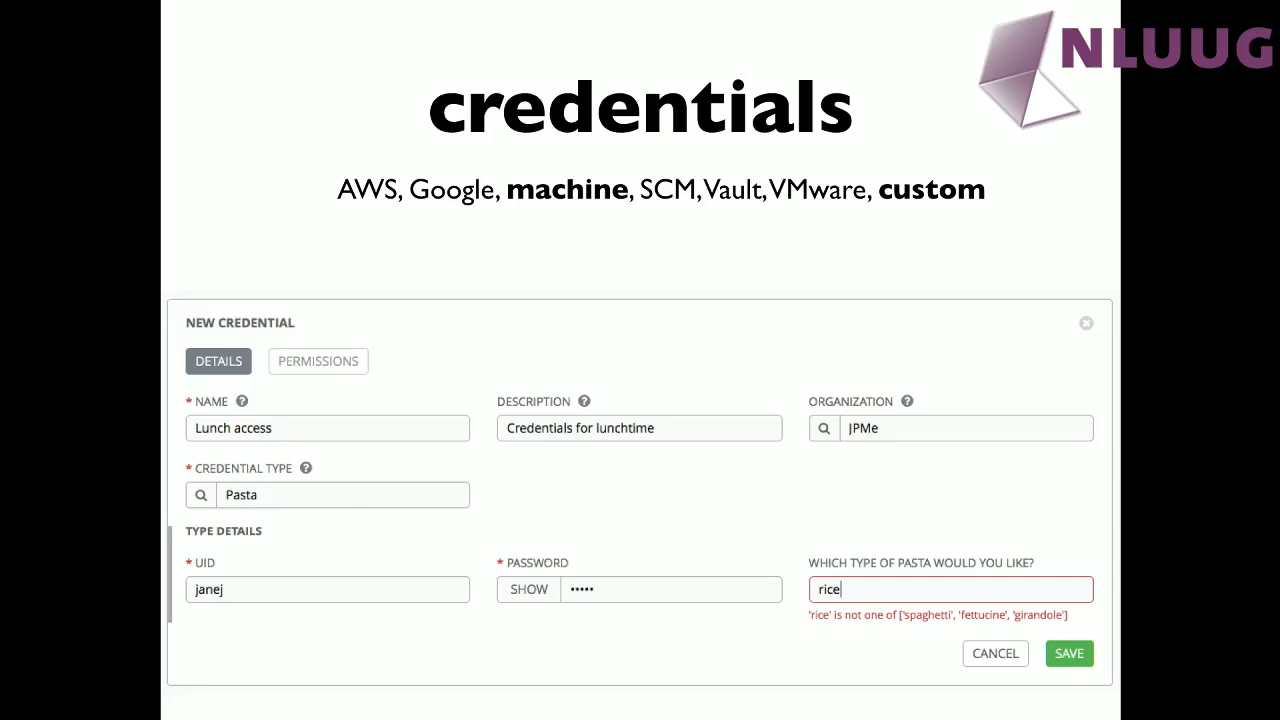 NLUUG
credentials
AWS, Google, machine, SCM, Vault, VMware, custom
NEW CREDENTIAL
DETAILS PERMISSIONS
* NAME ? DESCRIPTION ? ORGANIZATION ?
Lunch access Credentials for lunchtime JPMe
* CREDENTIAL TYPE ?
Pasta
TYPE DETAILS
* UID * PASSWORD WHICH TYPE OF PASTA WOULD YOU LIKE?
janej SHOW ••••• rice
'rice' is not one of ['spaghetti', 'fettucine', 'girandole']
CANCEL SAVE